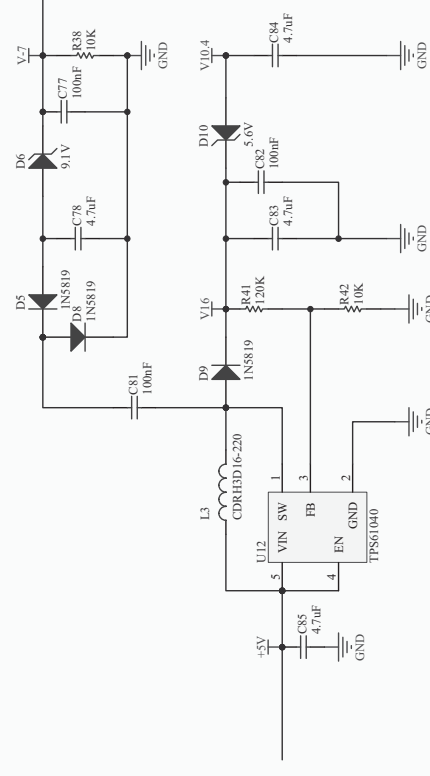 V-7
R38
10K
GND
C77
100nF
D6
9.1V
C78
4.7uF
D5
1N5819
D8
1N5819
C81
100nF
V10.4
C84
4.7uF
GND
D10
5.6V
C82
100nF
C83
4.7uF
GND
V16
R41
120K
R42
10K
GND
D9
1N5819
L3
CDRH3D16-220
U12
1
SW
3
FB
2
GND
VIN
5
EN
4
TPS61040
GND
+5V
C85
4.7uF
GND